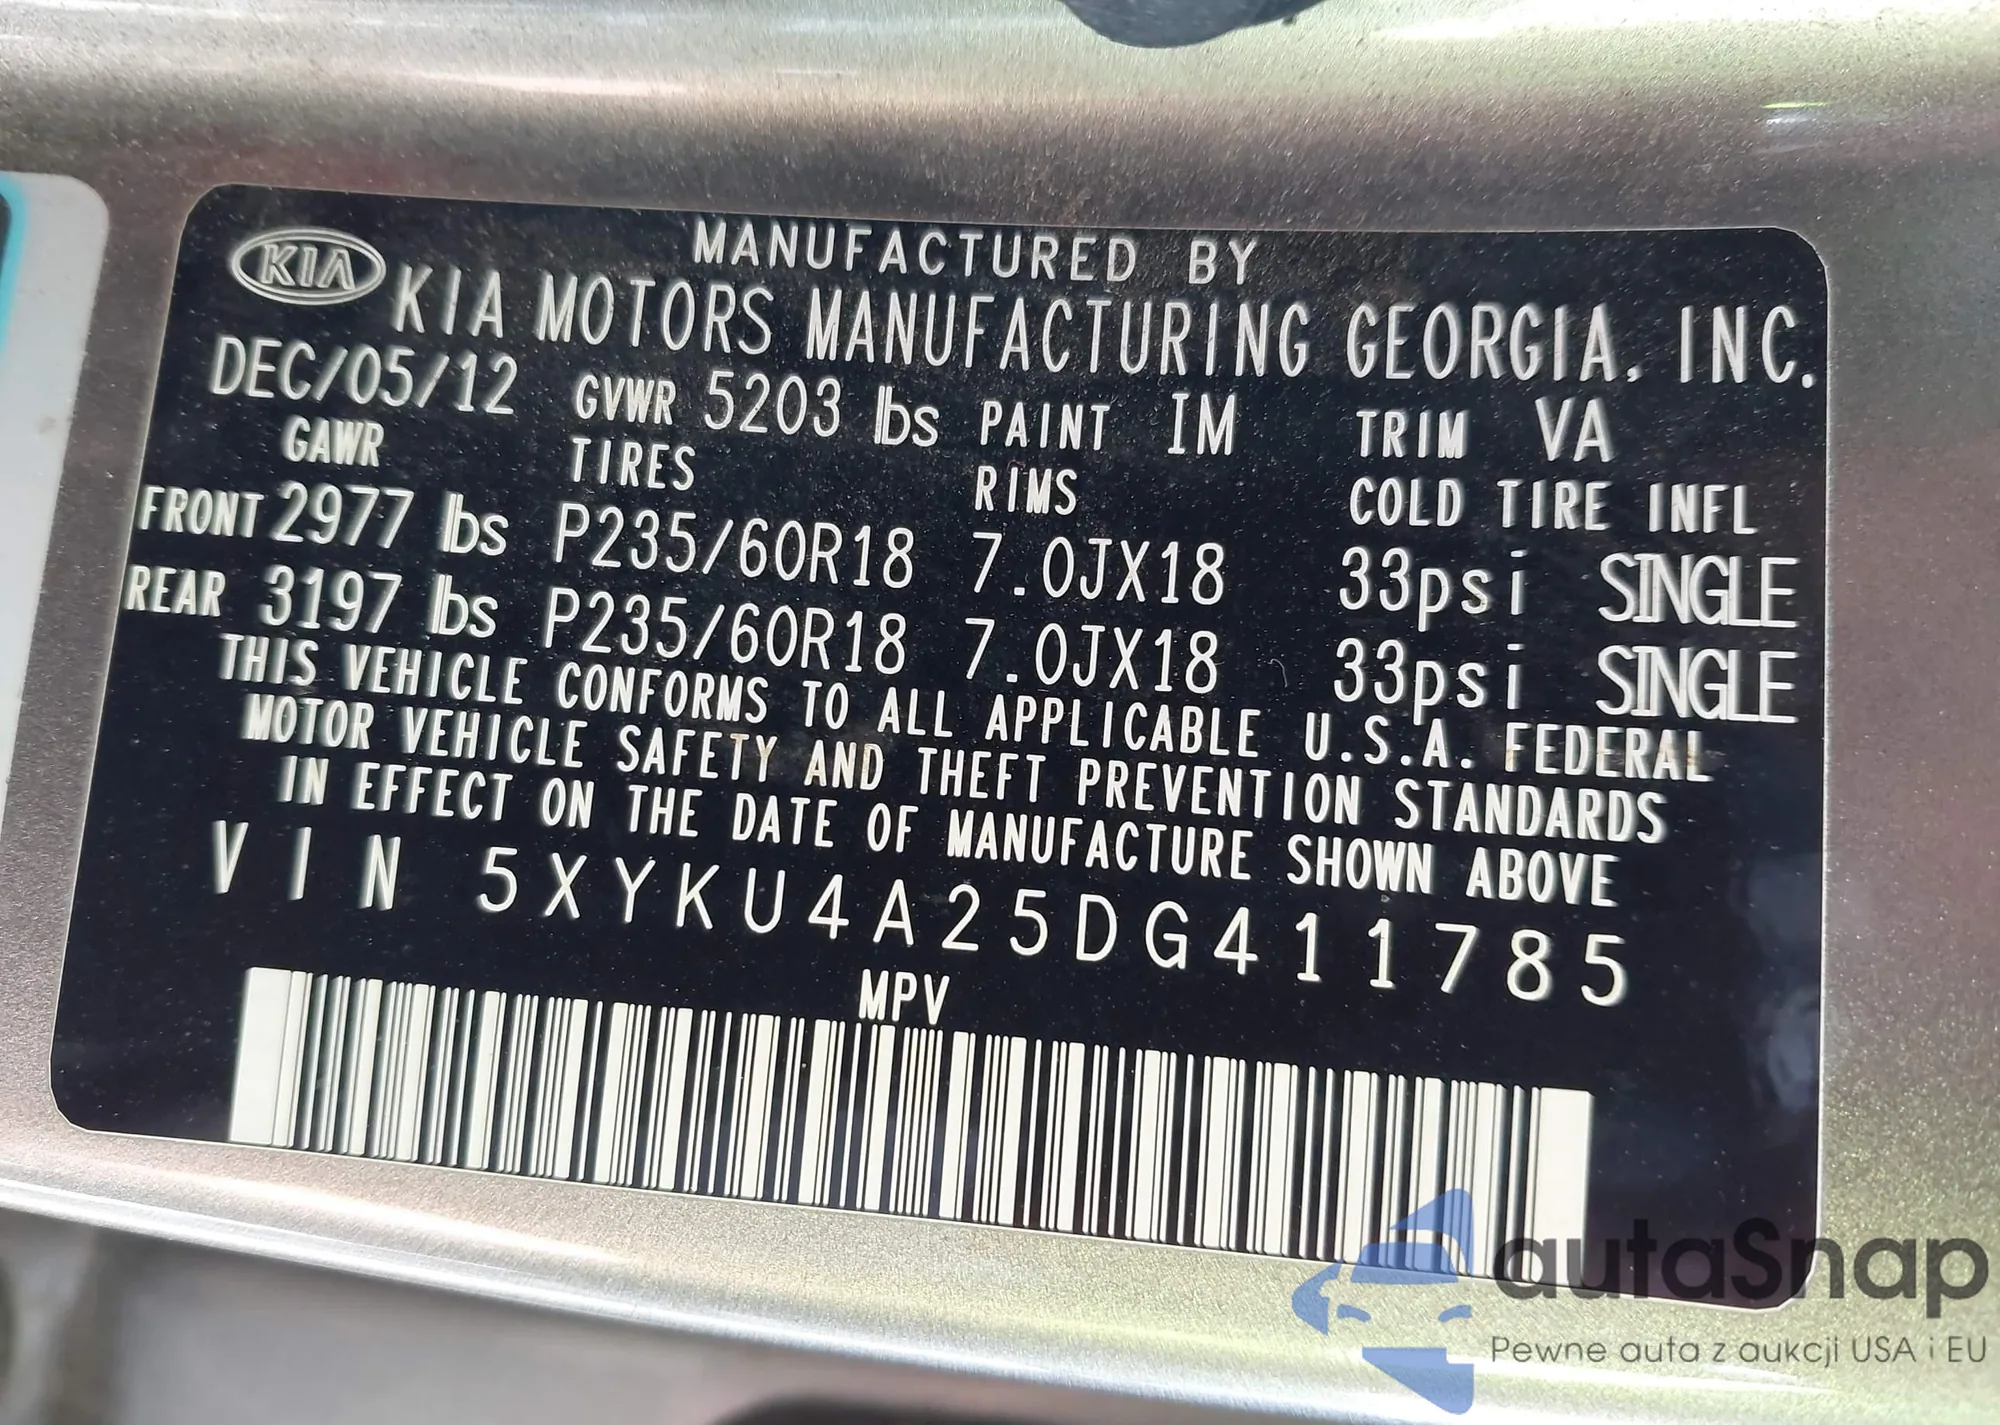 MANUFACTURED BY
KIA
KIA MOTORS MANUFACTURING GEORGIA, INC.
DEC/05/12 GVWR 5203 lbs PAINT IM TRIM VA
GAWR TIRES RIMS COLD TIRE INFL
FRONT 2977 lbs P235/60R18 7.0JX18 33psi SINGLE
REAR 3197 lbs P235/60R18 7.0JX18 33psi SINGLE
THIS VEHICLE CONFORMS TO ALL APPLICABLE U.S.A. FEDERAL
MOTOR VEHICLE SAFETY AND THEFT PREVENTION STANDARDS
IN EFFECT ON THE DATE OF MANUFACTURE SHOWN ABOVE
VIN 5XYKU4A25DG411785
MPV
autaSnap
Pewne auta z aukcji USA i EU